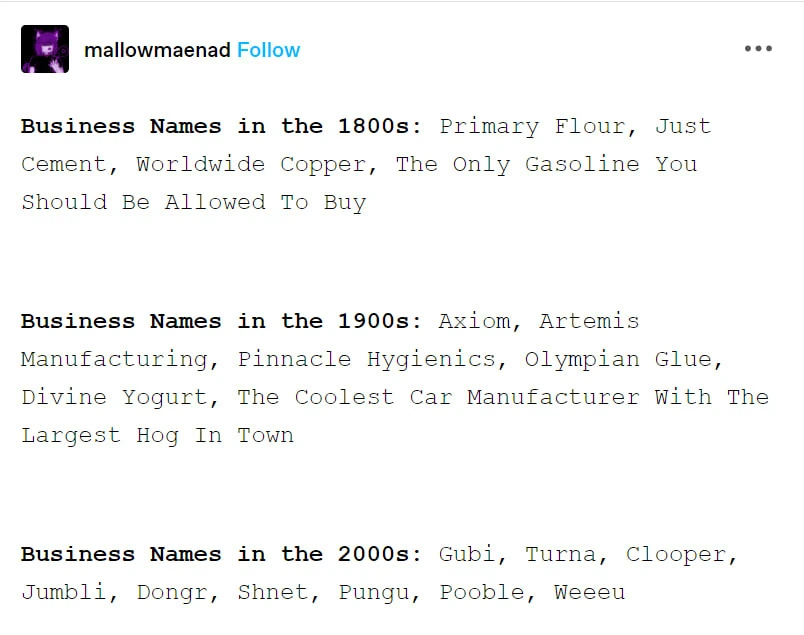 mallowmaenad Follow
Business Names in the 1800s: Primary Flour, Just
Cement, Worldwide Copper, The Only Gasoline You
Should Be Allowed To Buy
Business Names in the 1900s: Axiom, Artemis
Manufacturing, Pinnacle Hygienics, Olympian Glue,
Divine Yogurt, The Coolest Car Manufacturer With The
Largest Hog In Town
Business Names in the 2000s: Gubi, Turna, Clooper,
Jumbli, Dongr, Shnet, Pungu, Pooble, Weeeu